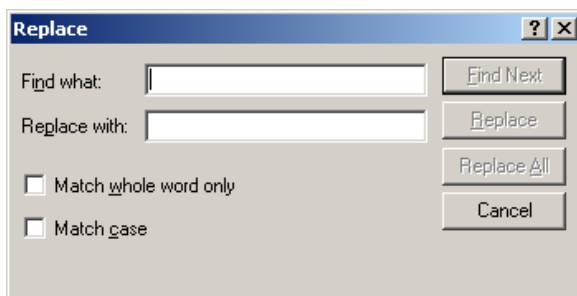 Replace
Find what:
Find Next
Replace with:
Replace
Replace All
Match whole word only
Cancel
Match case